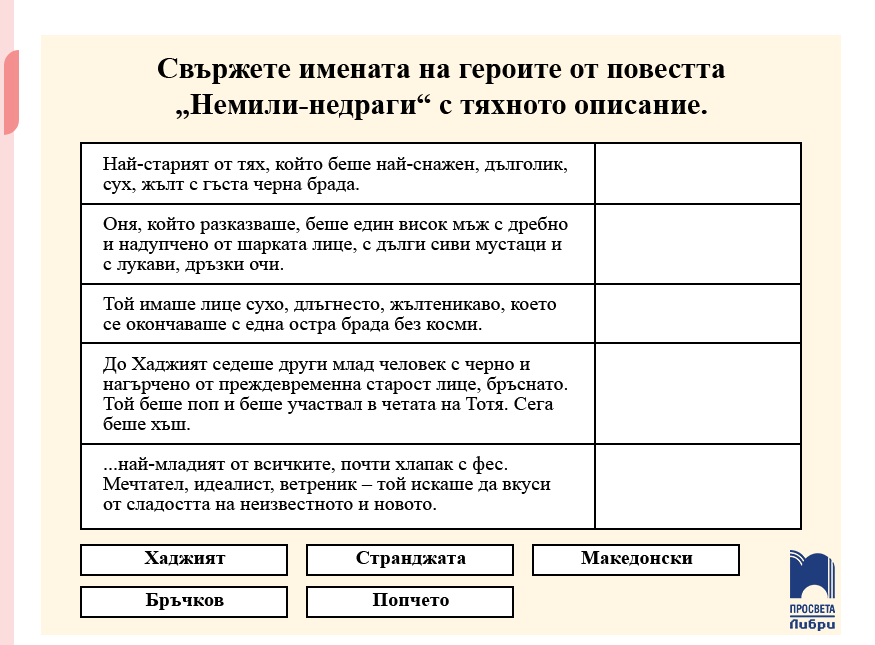 Свържете имената на героите от повестта
„Немили-недраги“ с тяхното описание.
Най-старият от тях, който беше най-снажен, дълголик,
сух, жълт с гъста черна брада.
Оня, който разказваше, беше един висок мъж с дребно
и надупчено от шарката лице, с дълги сиви мустаци и
с лукави, дръзки очи.
Той имаше лице сухо, длъгнесто, жълтеникаво, което
се окончаваше с една остра брада без косми.
До Хаджият седеше други млад человек с черно и
нагърчено от преждевременна старост лице, бръснато.
Той беше поп и беше участвал в четата на Тотя. Сега
беше хъш.
...най-младият от всичките, почти хлапак с фес.
Мечтател, идеалист, ветреник – той искаше да вкуси
от сладостта на неизвестното и новото.
Хаджият Странджата Македонски
Бръчков Попчето
ПРОСВЕТА
Либри